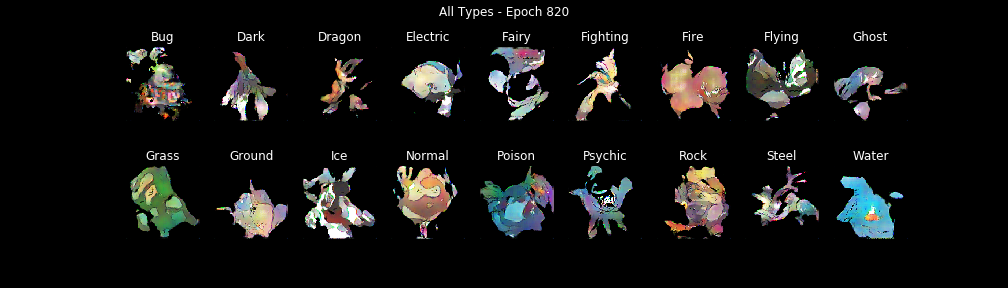 All Types - Epoch 820
Bug Dark Dragon Electric Fairy Fighting Fire Flying Ghost
Grass Ground Ice Normal Poison Psychic Rock Steel Water